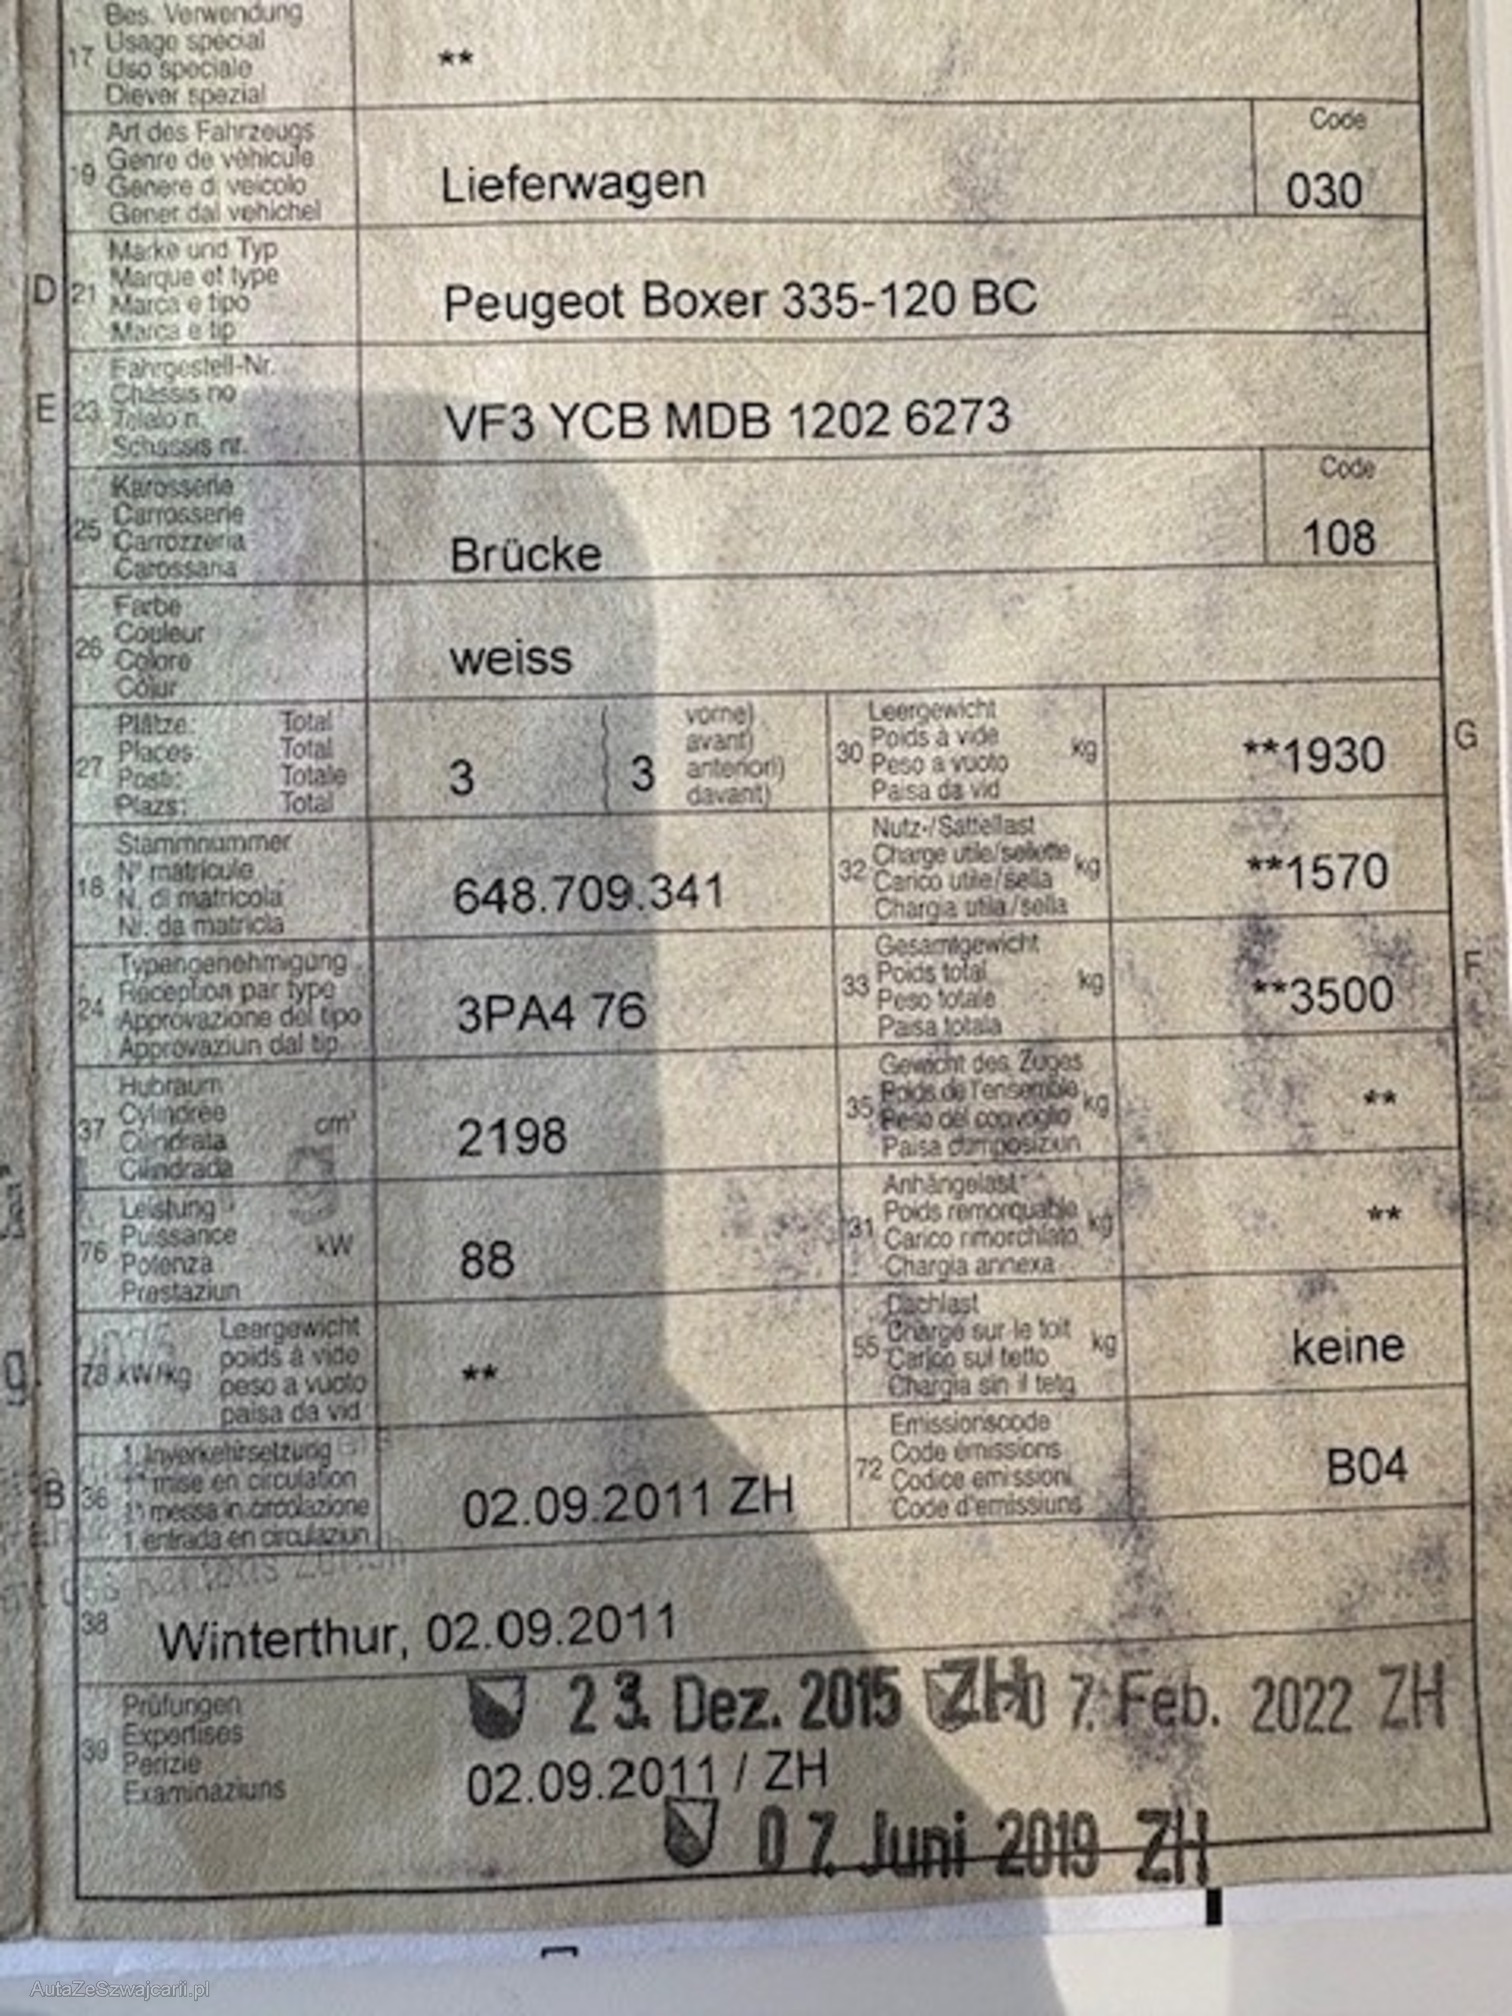 Bes. Verwendung
17 Usage spécial **
Uso speciale
Diever spezial
Art des Fahrzeugs Code
19 Genre de véhicule Lieferwagen 030
Genere di veicolo
Gener dal vehichel
Marke und Typ
D 21 Marque et type Peugeot Boxer 335-120 BC
Marca e tipo
Marca e tip
Fahrgestell-Nr.
E 23 Châssis no VF3 YCB MDB 1202 6273
Telaio n.
Schassis nr.
Karosserie Code
25 Carrosserie Brücke 108
Carrozzeria
Carossaria
Farbe
26 Couleur weiss
Colore
Colur
Plätze: Total vorne)
27 Places: Total 3 ( 3 avant)
Posti: Totale anteriori)
Plazs: Total davant)
Leergewicht
30 Poids à vide kg **1930 G
Peso a vuoto
Paisa da vid
Stammnummer
18 N° matricule 648.709.341
N. di matricola
Nr. da matricla
Nutz-/Sattellast
32 Charge utile/sellette kg **1570
Carico utile/sella
Chargia utila/sella
Typengenehmigung
24 Réception par type 3PA4 76
Approvazione del tipo
Approvaziun dal tip
Gesamtgewicht
33 Poids total kg **3500 F
Peso totale
Paisa totala
Hubraum
37 Cylindrée cm³ 2198
Cilindrata
Cilindrada
Gewicht des Zuges
35 Poids de l'ensemble kg **
Peso del convoglio
Paisa cumposiziun
Leistung
76 Puissance kW 88
Potenza
Prestaziun
Anhängelast
31 Poids remorquable kg **
Carico rimorchiato
Chargia annexa
Leergewicht
78 kW/kg poids à vide **
peso a vuoto
paisa da vid
Dachlast
55 Charge sur le toit kg keine
Carico sul tetto
Chargia sin il tetg
1. Inverkehrsetzung
B 36 1re mise en circulation 02.09.2011 ZH
1a messa in circolazione
1. entrada en circulaziun
Emissionscode
72 Code émissions B04
Codice emissioni
Code d'emissiuns
38 Winterthur, 02.09.2011
Prüfungen 23. Dez. 2015 ZH 0 7. Feb. 2022 ZH
39 Expertises
Perizie 02.09.2011 / ZH
Examinaziuns
0 7. Juni 2019 ZH
AutaZeSzwajcarii.pl